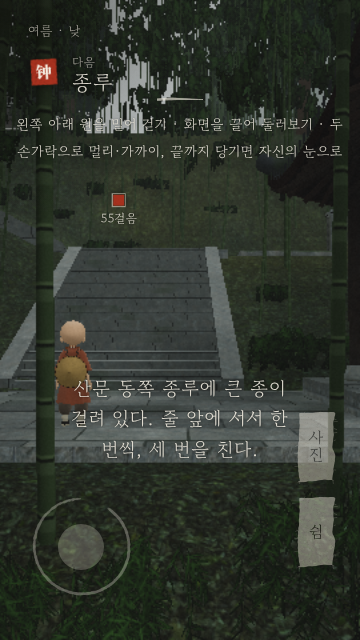 여름 · 낮
钟
다음
종루
왼쪽 아래 원을 밀어 걷기 · 화면을 끌어 둘러보기 · 두
손가락으로 멀리·가까이, 끝까지 당기면 자신의 눈으로
55걸음
산문 동쪽 종루에 큰 종이
걸려 있다. 줄 앞에 서서 한
번씩, 세 번을 친다.
사진
쉼